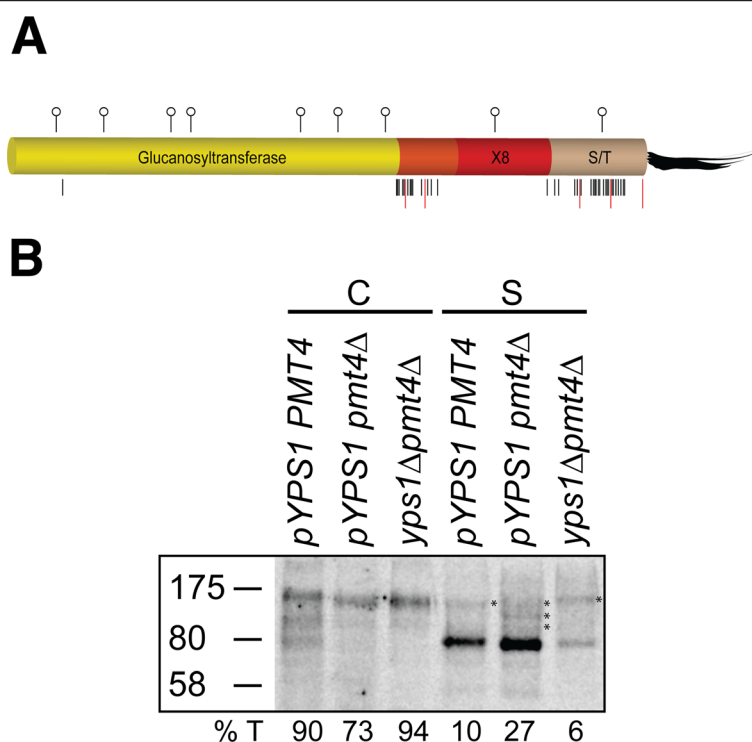 A
Glucanosyltransferase X8 S/T
B
C S
pYPS1 PMT4 pYPS1 pmt4Δ yps1Δpmt4Δ pYPS1 PMT4 pYPS1 pmt4Δ yps1Δpmt4Δ
175
* * *
*
80 *
58
% T 90 73 94 10 27 6